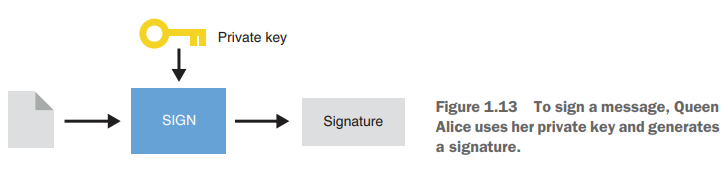 Private key
SIGN
Signature
Figure 1.13 To sign a message, Queen
Alice uses her private key and generates
a signature.